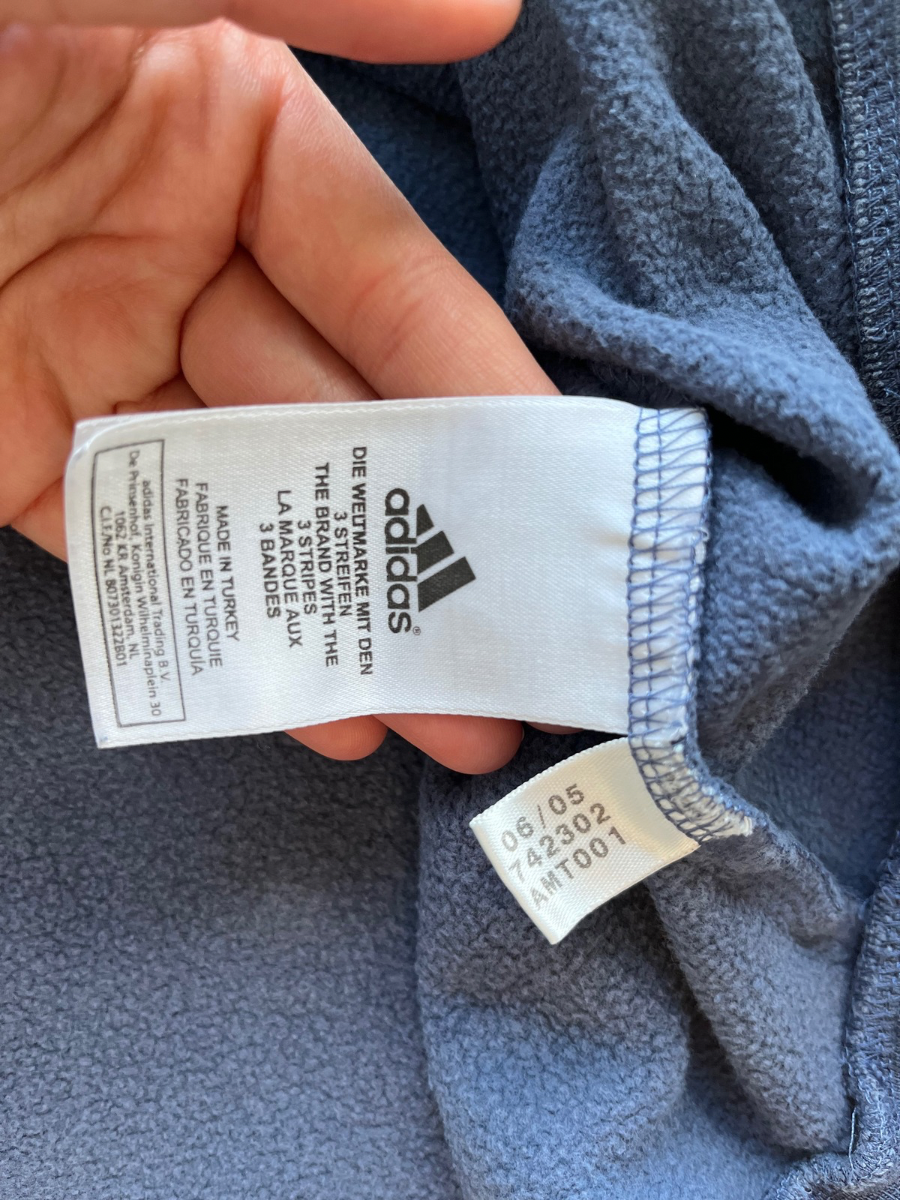 adidas®
DIE WELTMARKE MIT DEN
3 STREIFEN
THE BRAND WITH THE
3 STRIPES
LA MARQUE AUX
3 BANDES
MADE IN TURKEY
FABRIQUE EN TURQUIE
FABRICADO EN TURQUÍA
adidas International Trading B.V.
De Prinsenhof, Konigin Wilhelminaplein 30
1062 KR Amsterdam, NL
C.I.F./No NL 807301322B01
06/05
742302
AMT001